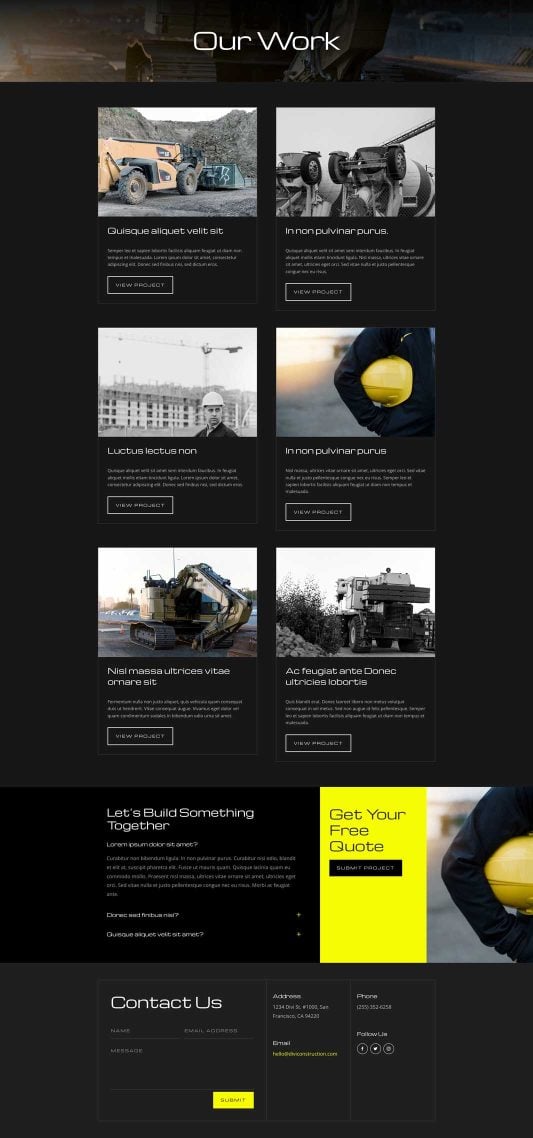 Our Work
Quisque aliquet velit sit
Semper leo et sapien lobortis facilisis aliquam feugiat ut diam non
tempus et malesuada. Lorem ipsum dolor sit amet, consectetur
adipiscing elit. Donec sed finibus nisi, sed dictum eros.
VIEW PROJECT
In non pulvinar purus.
Quisque aliquet velit sit amet sem interdum faucibus. In feugiat
aliquet mollis etiam tincidunt ligula. Nisl massa, ultrices vitae ornare
sit amet, ultricies eget orci. Sed vitae nulla et justo pellentesque
congue nec eu risus.
VIEW PROJECT
Luctus lectus non
Quisque aliquet velit sit amet sem interdum faucibus. In feugiat
aliquet mollis etiam tincidunt ligula. Lorem ipsum dolor sit amet,
consectetur adipiscing elit. Donec sed finibus nisi, sed dictum eros.
VIEW PROJECT
In non pulvinar purus
Nisl massa, ultrices vitae ornare sit amet, ultricies eget orci. Sed vitae
nulla et justo pellentesque congue nec eu risus. Semper leo et
sapien lobortis facilisis aliquam feugiat ut diam non tempus et
malesuada.
VIEW PROJECT
Nisl massa ultrices vitae
ornare sit
Fermentum nulla non justo aliquet, quis vehicula quam consequat
duis ut hendrerit. Vitae consequat augue. Vivamus eget dolor vel
quam condimentum sodales in bibendum odio urna sit amet.
VIEW PROJECT
Ac feugiat ante Donec
ultricies lobortis
Quis blandit erat. Donec laoreet libero non metus volutpat
consequat in vel metus. Sed non augue id felis pellentesque. Semper
leo et sapien lobortis facilisis aliquam feugiat ut diam non tempus et
malesuada.
VIEW PROJECT
Let's Build Something
Together
Lorem ipsum dolor sit amet?
Curabitur non bibendum ligula. In non pulvinar purus. Curabitur nisi odio, blandit
et elit at, suscipit pharetra elit. Fusce ut mauris quam. Quisque lacinia quam eu
commodo mollis. Praesent nisl massa, ultrices vitae ornare sit amet, ultricies eget
orci. Sed vitae nulla et justo pellentesque congue nec eu risus. Morbi ac feugiat
ante.
Donec sed finibus nisi?
Quisque aliquet velit sit amet?
Get Your
Free
Quote
SUBMIT PROJECT
Contact Us
NAME
EMAIL ADDRESS
MESSAGE
SUBMIT
Address
1234 Divi St. #1000, San
Francisco, CA 94220
Email
hello@diviconstruction.com
Phone
(255) 352-6258
Follow Us